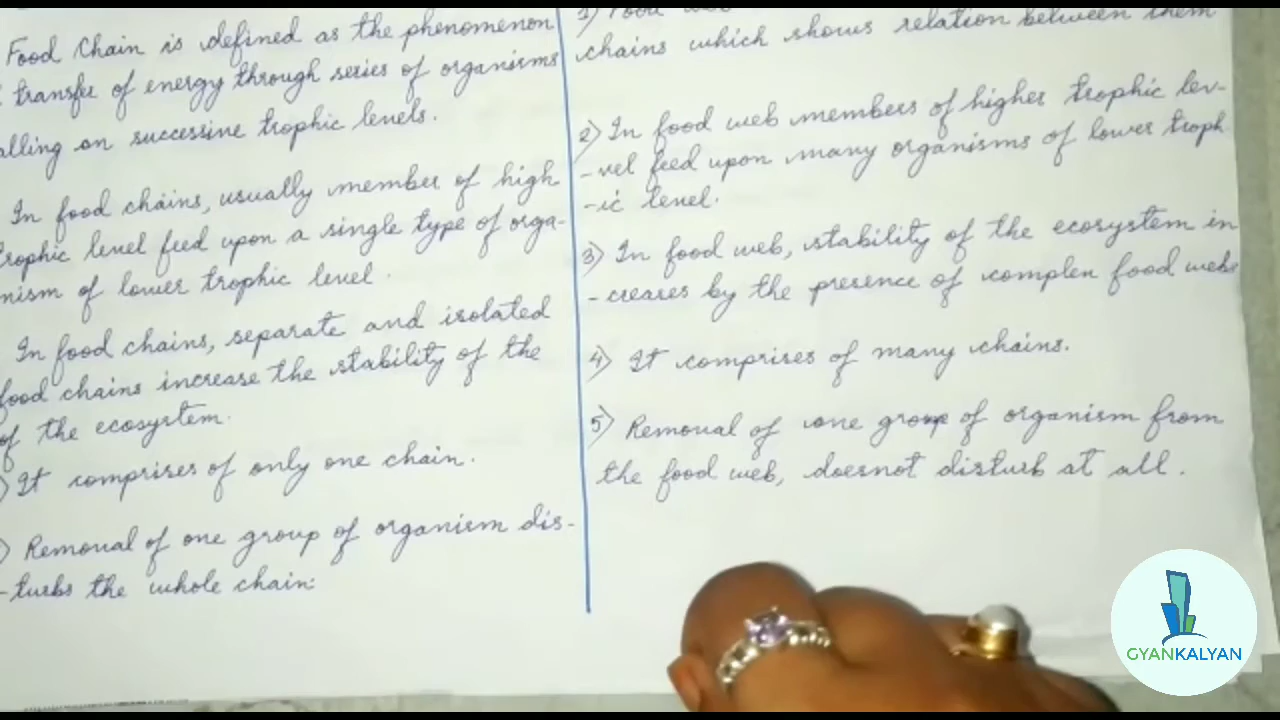 Food Chain is defined as the phenomenon
transfer of energy through series of organisms
alling on successive trophic levels.
In food chains, usually member of high
trophic level feed upon a single type of orga-
nism of lower trophic level.
In food chains, separate and isolated
food chains increase the stability of the
of the ecosystem.
It comprises of only one chain.
Removal of one group of organism dis-
-turbs the whole chain.
1) Food web
chains which shows relation between them
2) In food web members of higher trophic lev-
-vel feed upon many organisms of lower troph
-ic level.
3) In food web, stability of the ecosystem in
-creases by the presence of complex food webs
4) It comprises of many chains.
5) Removal of one group of organism from
the food web, doesnot disturb at all.
GYANKALYAN